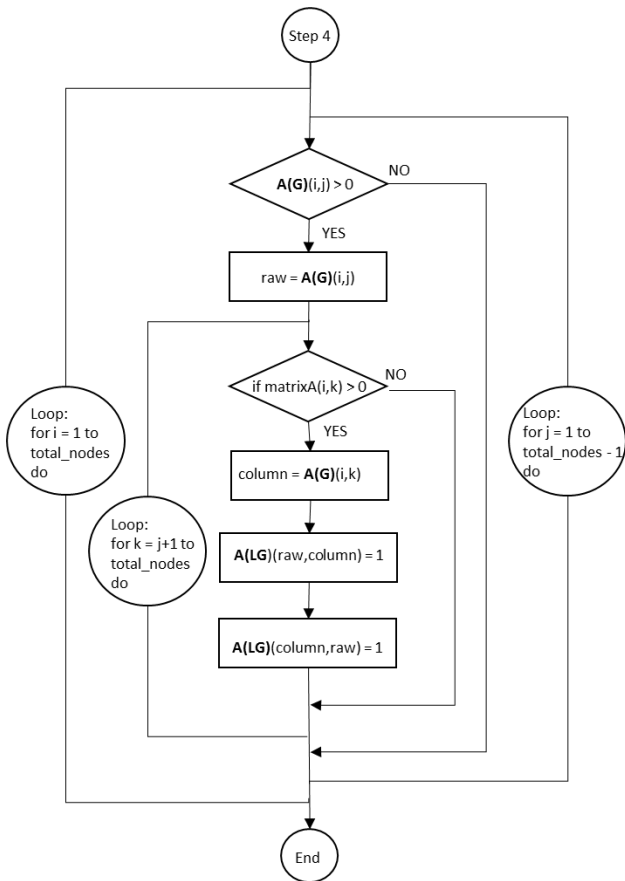 Step 4
A(G)(i,j) > 0
NO
YES
raw = A(G)(i,j)
if matrixA(i,k) > 0
NO
YES
Loop:
for i = 1 to
total_nodes
do
Loop:
for j = 1 to
total_nodes - 1
do
column = A(G)(i,k)
Loop:
for k = j+1 to
total_nodes
do
A(LG)(raw,column) = 1
A(LG)(column,raw) = 1
End